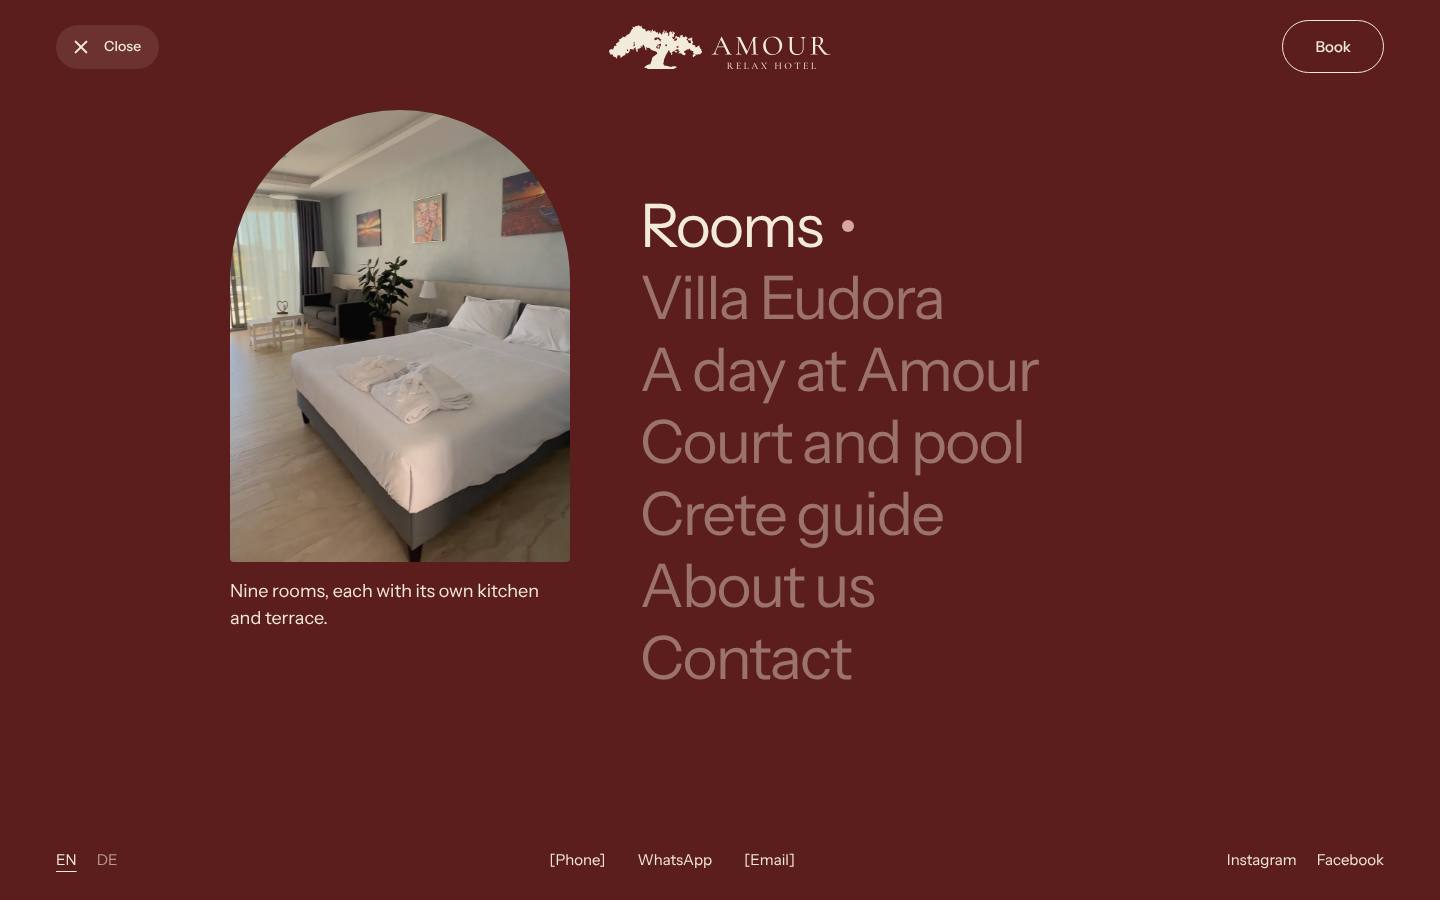 Close
AMOUR
RELAX HOTEL
Book
Rooms
Villa Eudora
A day at Amour
Court and pool
Crete guide
About us
Contact
Nine rooms, each with its own kitchen
and terrace.
EN DE
[Phone] WhatsApp [Email]
Instagram Facebook